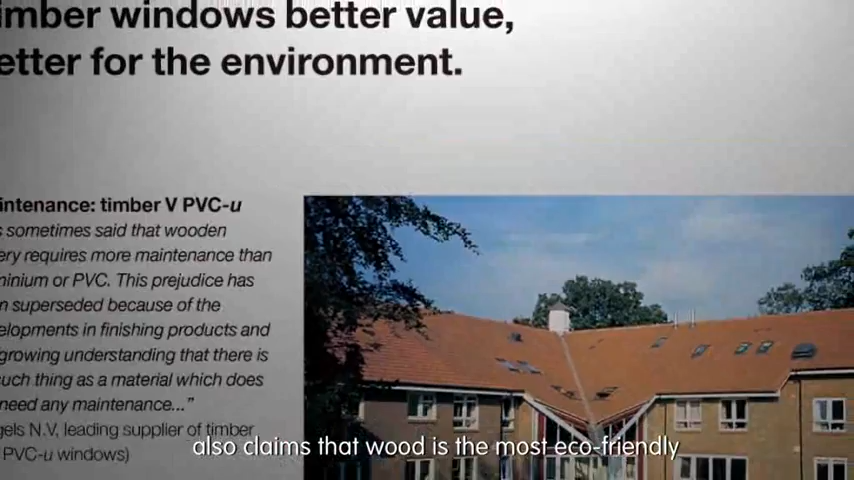 imber windows better value,
etter for the environment.
intenance: timber V PVC-u
s sometimes said that wooden
ery requires more maintenance than
minium or PVC. This prejudice has
n superseded because of the
elopments in finishing products and
growing understanding that there is
such thing as a material which does
need any maintenance..."
gels N.V, leading supplier of timber
PVC-u windows)
also claims that wood is the most eco-friendly